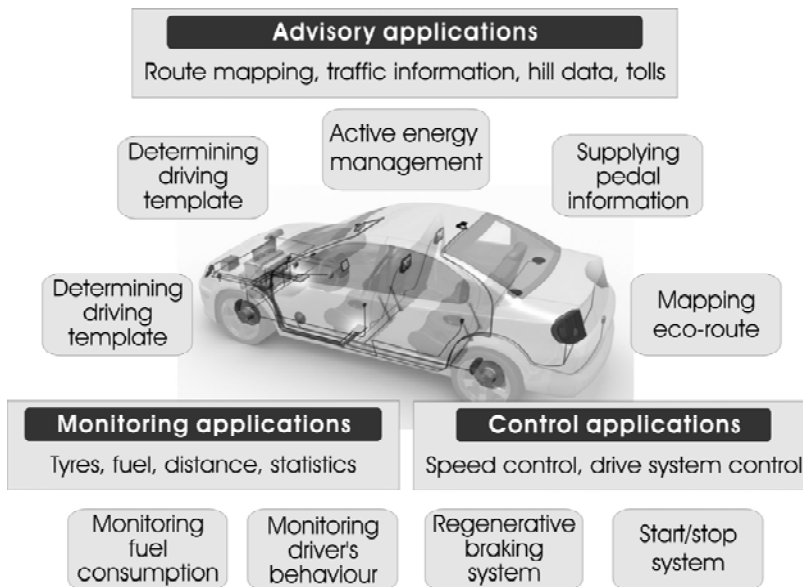 Advisory applications
Route mapping, traffic information, hill data, tolls
Determining
driving
template
Active energy
management
Supplying
pedal
information
Determining
driving
template
Mapping
eco-route
Monitoring applications
Tyres, fuel, distance, statistics
Control applications
Speed control, drive system control
Monitoring
fuel
consumption
Monitoring
driver's
behaviour
Regenerative
braking
system
Start/stop
system